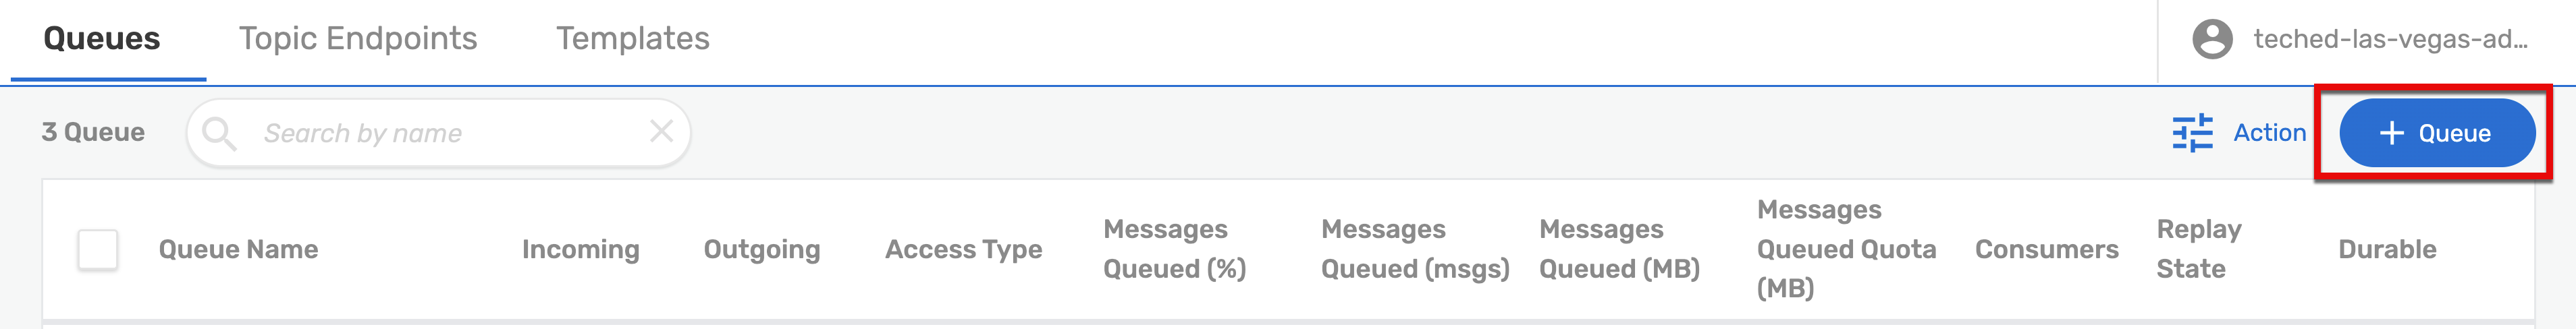 Queues Topic Endpoints Templates teched-las-vegas-ad...
3 Queue Search by name Action + Queue
Queue Name Incoming Outgoing Access Type Messages Queued (%) Messages Queued (msgs) Messages Queued (MB) Messages Queued Quota (MB) Consumers Replay State Durable